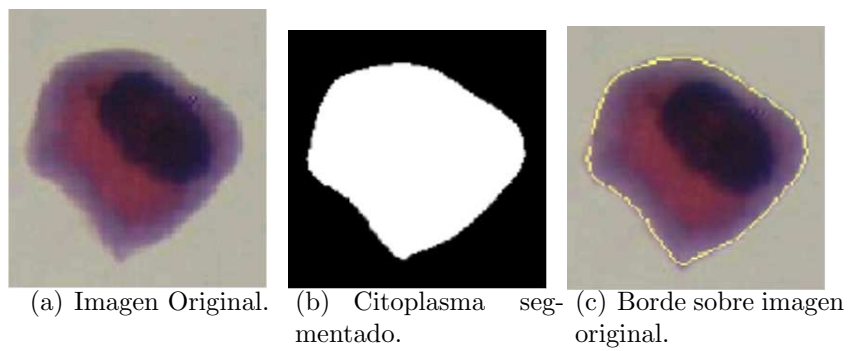 (a) Imagen Original.
(b) Citoplasma seg-
mentado.
(c) Borde sobre imagen
original.